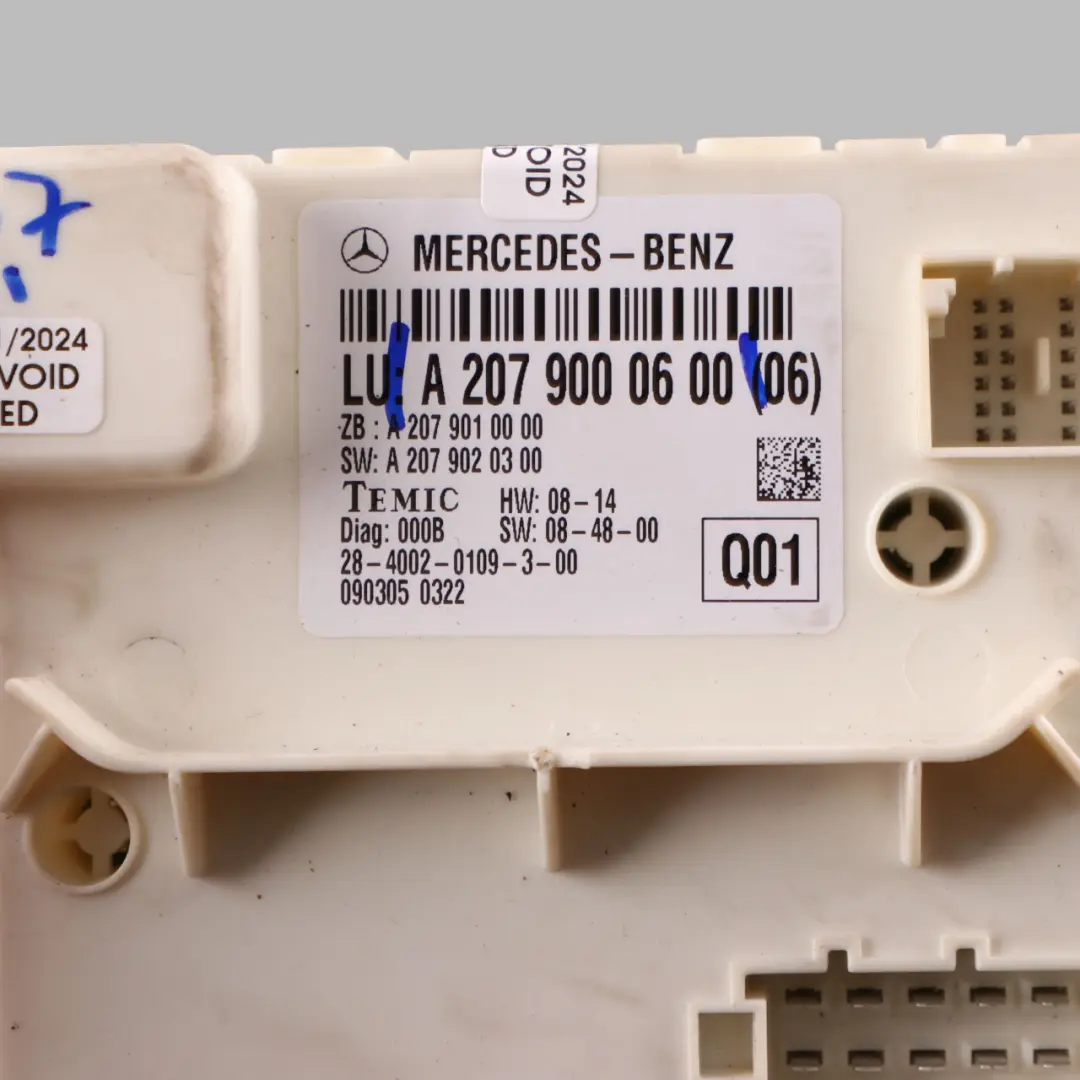 2024
VOID
MERCEDES-BENZ
LU: A 207 900 06 00 (06)
ZB : A 207 901 00 00
SW: A 207 902 03 00
TEMIC HW: 08-14
Diag: 000B SW: 08-48-00
28-4002-0109-3-00
090305 0322
Q01
/2024
VOID
ED